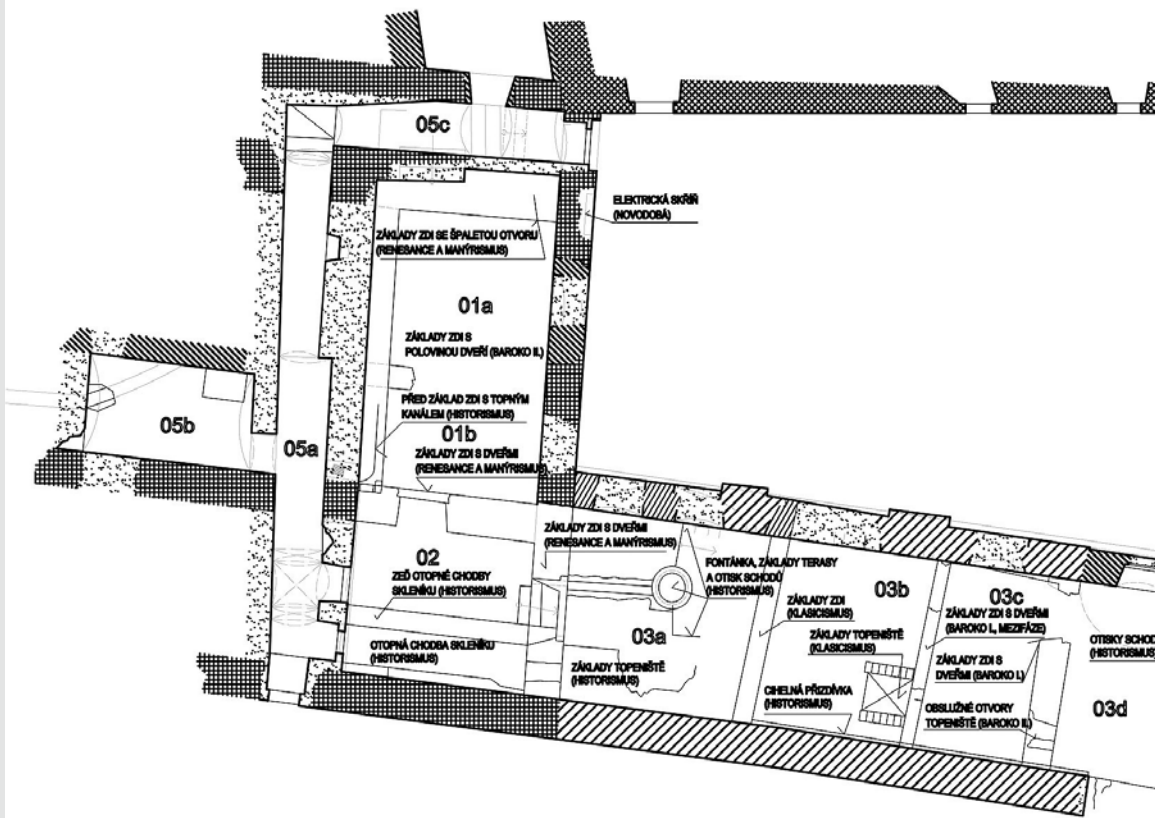 05c
ELEKTRICKÁ SKŘÍŇ
(NOVODOBÁ)
ZÁKLADY ZDI SE ŠPALETOU OTVORU
(RENESANCE A MANÝRISMUS)
01a
ZÁKLADY ZDI S
POLOVINOU DVEŘÍ (BAROKO II.)
PŘED ZÁKLAD ZDI S TOPNÝM
KANÁLEM (HISTORISMUS)
05b
05a
01b
ZÁKLADY ZDI S DVEŘMI
(RENESANCE A MANÝRISMUS)
ZÁKLADY ZDI S DVEŘMI
(RENESANCE A MANÝRISMUS)
02
ZEĎ OTOPNÉ CHODBY
SKLENÍKU (HISTORISMUS)
FONTÁNKA, ZÁKLADY TERASY
A OTISK SCHODŮ
(HISTORISMUS)
03b
03c
ZÁKLADY ZDI
(KLASICISMUS)
ZÁKLADY ZDI S DVEŘMI
(BAROKO I., MEZIFÁZE)
03a
ZÁKLADY TOPENIŠTĚ
(KLASICISMUS)
OTISKY SCHOD
(HISTORISMUS
OTOPNÁ CHODBA SKLENÍKU
(HISTORISMUS)
ZÁKLADY TOPENIŠTĚ
(HISTORISMUS)
ZÁKLADY ZDI S
DVEŘMI (BAROKO I.)
CIHELNÁ PŘIZDÍVKA
(HISTORISMUS)
OBSLUŽNÉ OTVORY
TOPENIŠTĚ (BAROKO II.)
03d